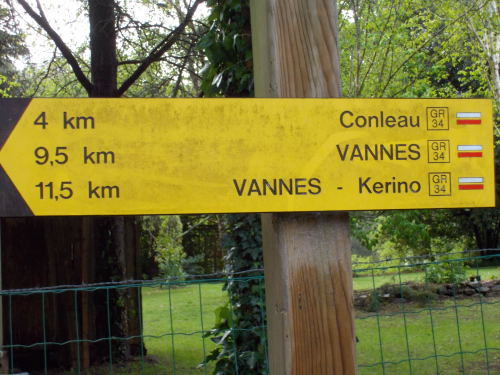 4 km Conleau GR 34
9,5 km VANNES GR 34
11,5 km VANNES - Kerino GR 34